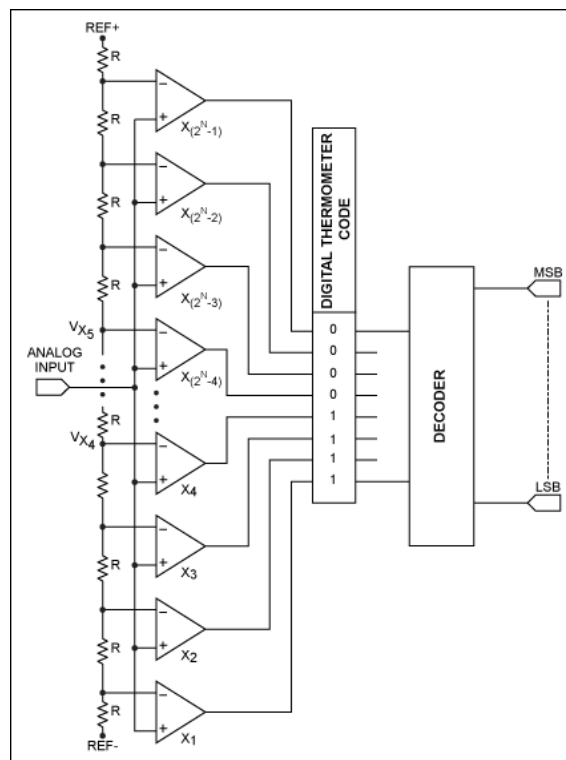 REF+
R
−
+
X(2^N-1)
R
−
+
X(2^N-2)
R
−
+
X(2^N-3)
R
VX5
−
+
X(2^N-4)
ANALOG
INPUT
R
VX4
−
+
X4
−
+
X3
R
−
+
X2
R
−
+
X1
R
REF-
DIGITAL THERMOMETER
CODE
0
0
0
0
1
1
1
1
DECODER
MSB
LSB